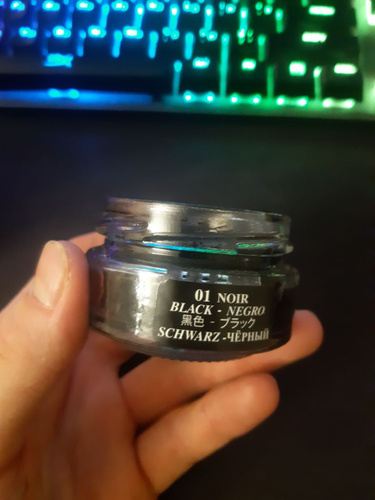 01 NOIR
BLACK - NEGRO
黒色 - ブラック
SCHWARZ - ЧЁРНЫЙ